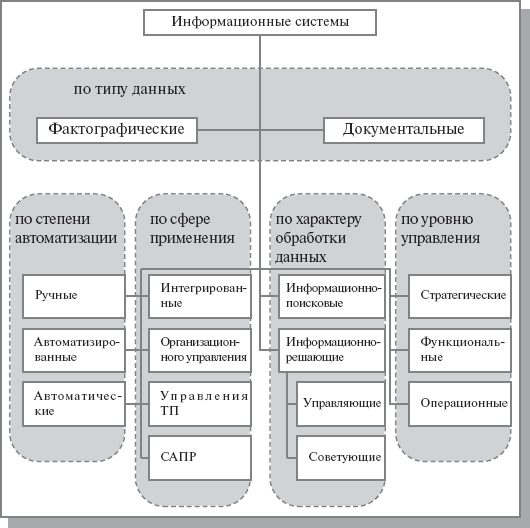 Информационные системы
по типу данных
Фактографические
Документальные
по степени
автоматизации
Ручные
Автоматизиро-
ванные
Автоматичес-
кие
по сфере
применения
Интегрирован-
ные
Организацион-
ного управления
Управления
ТП
САПР
по характеру
обработки
данных
Информационно-
поисковые
Информационно-
решающие
Управляющие
Советующие
по уровню
управления
Стратегические
Функциональ-
ные
Операционные